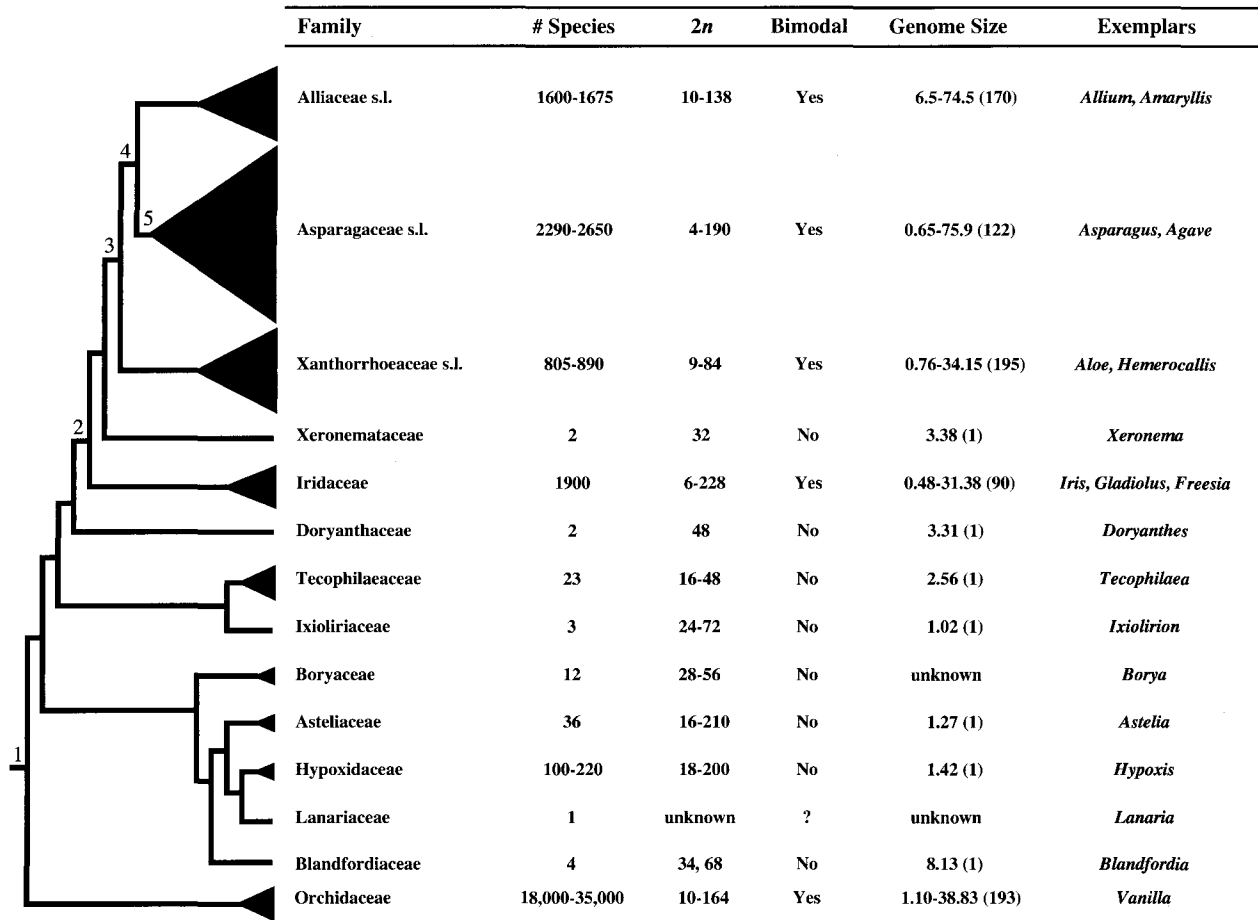 Family # Species 2n Bimodal Genome Size Exemplars
Alliaceae s.l. 1600-1675 10-138 Yes 6.5-74.5 (170) Allium, Amaryllis
4
5
Asparagaceae s.l. 2290-2650 4-190 Yes 0.65-75.9 (122) Asparagus, Agave
3
Xanthorrhoeaceae s.l. 805-890 9-84 Yes 0.76-34.15 (195) Aloe, Hemerocallis
2
Xeronemataceae 2 32 No 3.38 (1) Xeronema
Iridaceae 1900 6-228 Yes 0.48-31.38 (90) Iris, Gladiolus, Freesia
Doryanthaceae 2 48 No 3.31 (1) Doryanthes
Tecophilaeaceae 23 16-48 No 2.56 (1) Tecophilaea
Ixioliriaceae 3 24-72 No 1.02 (1) Ixiolirion
Boryaceae 12 28-56 No unknown Borya
Asteliaceae 36 16-210 No 1.27 (1) Astelia
1
Hypoxidaceae 100-220 18-200 No 1.42 (1) Hypoxis
Lanariaceae 1 unknown ? unknown Lanaria
Blandfordiaceae 4 34, 68 No 8.13 (1) Blandfordia
Orchidaceae 18,000-35,000 10-164 Yes 1.10-38.83 (193) Vanilla